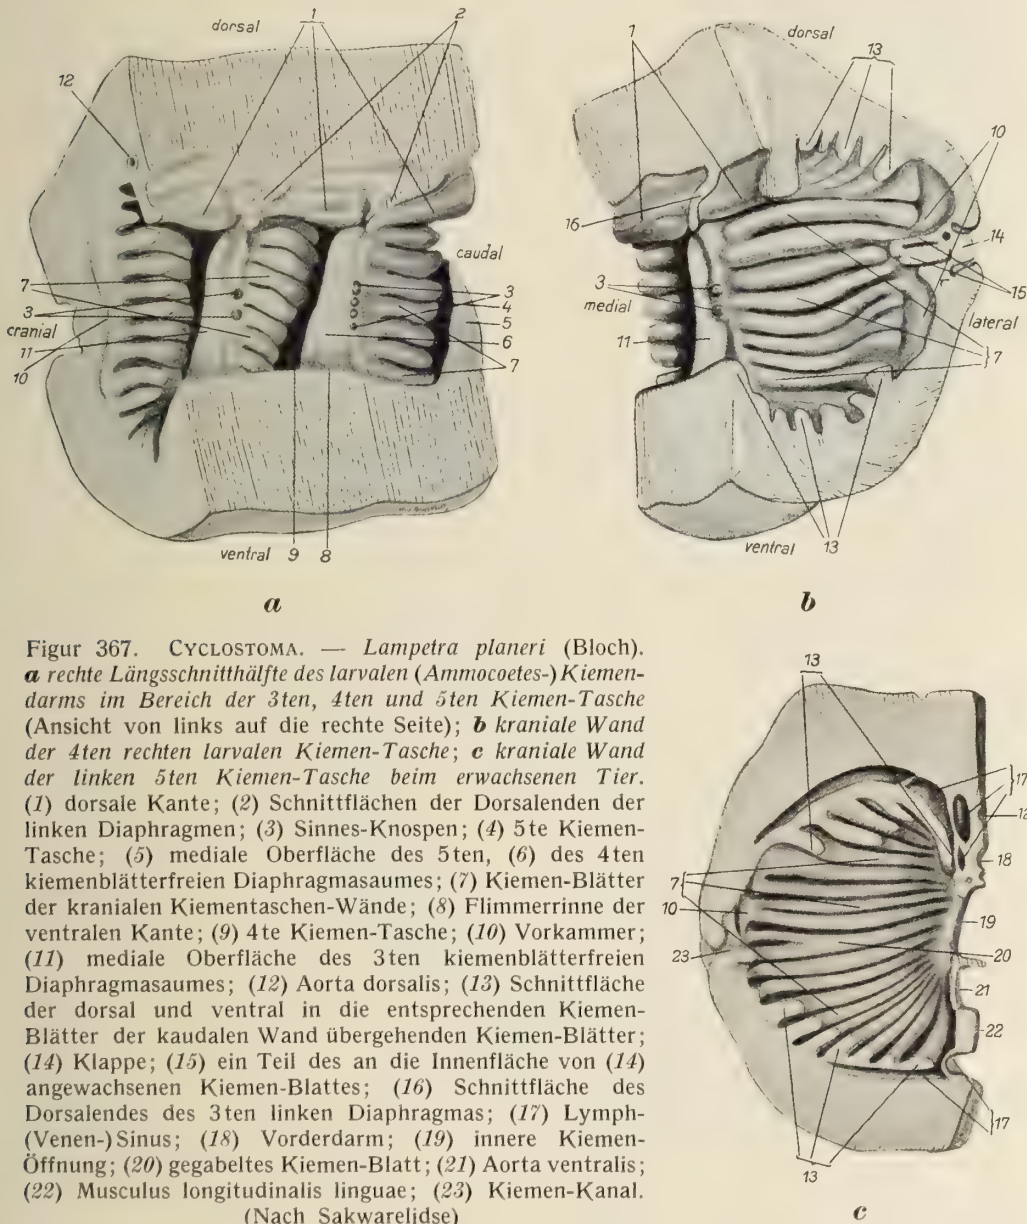 dorsal 1 2
12
7
3
cranial
11
10
caudal
3
4
5
6
7
ventral 9 8
a
1 dorsal 13
10
16
3
medial
11
14
15
lateral
7
ventral 13
b
Figur 367. CYCLOSTOMA. — Lampetra planeri (Bloch).
a rechte Längsschnitthälfte des larvalen (Ammocoetes-) Kiemen-
darms im Bereich der 3ten, 4ten und 5ten Kiemen-Tasche
(Ansicht von links auf die rechte Seite); b kraniale Wand
der 4ten rechten larvalen Kiemen-Tasche; c kraniale Wand
der linken 5ten Kiemen-Tasche beim erwachsenen Tier.
(1) dorsale Kante; (2) Schnittflächen der Dorsalenden der
linken Diaphragmen; (3) Sinnes-Knospen; (4) 5te Kiemen-
Tasche; (5) mediale Oberfläche des 5ten, (6) des 4ten
kiemenblätterfreien Diaphragmasaumes; (7) Kiemen-Blätter
der kranialen Kiementaschen-Wände; (8) Flimmerrinne der
ventralen Kante; (9) 4te Kiemen-Tasche; (10) Vorkammer;
(11) mediale Oberfläche des 3ten kiemenblätterfreien
Diaphragmasaumes; (12) Aorta dorsalis; (13) Schnittfläche
der dorsal und ventral in die entsprechenden Kiemen-
Blätter der kaudalen Wand übergehenden Kiemen-Blätter;
(14) Klappe; (15) ein Teil des an die Innenfläche von (14)
angewachsenen Kiemen-Blattes; (16) Schnittfläche des
Dorsalendes des 3ten linken Diaphragmas; (17) Lymph-
(Venen-) Sinus; (18) Vorderdarm; (19) innere Kiemen-
Öffnung; (20) gegabeltes Kiemen-Blatt; (21) Aorta ventralis;
(22) Musculus longitudinalis linguae; (23) Kiemen-Kanal.
(Nach Sakwarelidse)
13
17
12
18
7
10
19
23
20
21
22
17
13
c